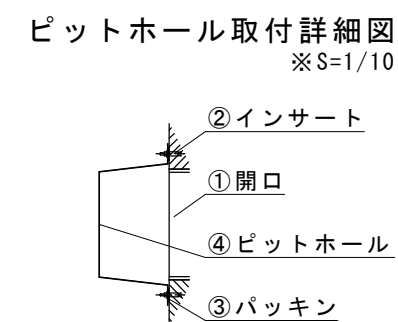 ピットホール取付詳細図
※S=1/10
②インサート
①開口
④ピットホール
③パッキン